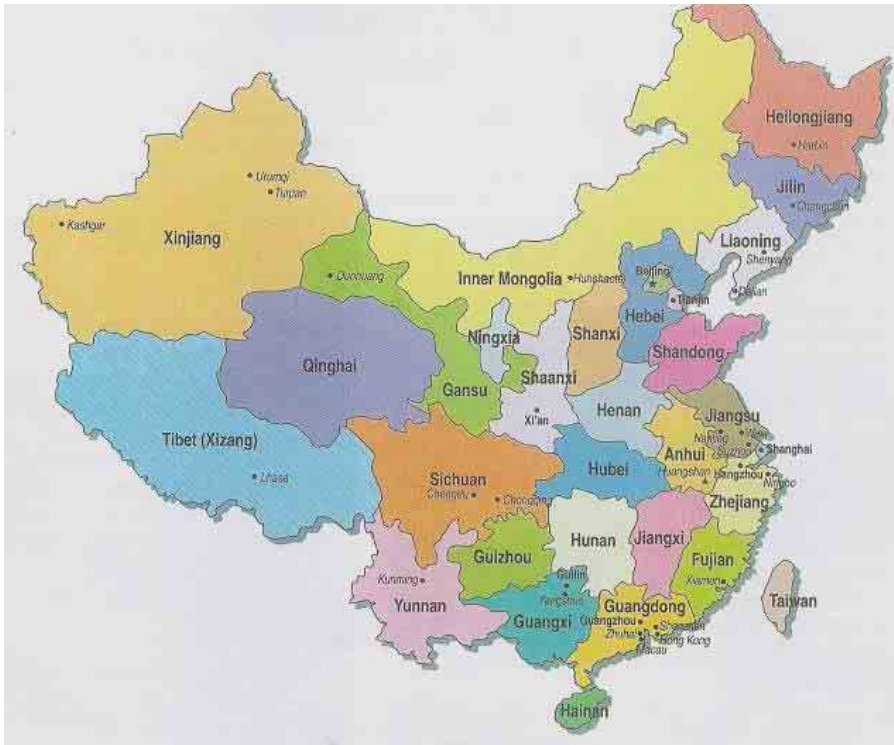 Heilongjiang
Harbin
Jilin
Changchun
Liaoning
Shenyang
Dalian
Urumqi
Turpan
Kashgar
Xinjiang
Dunhuang
Inner Mongolia
Beijing
Tianjin
Hebei
Shanxi
Shandong
Ningxia
Qinghai
Gansu
Shaanxi
Xi'an
Henan
Jiangsu
Nanjing
Wuxi
Suzhou
Shanghai
Anhui
Huangshan
Hangzhou
Ningbo
Zhejiang
Tibet (Xizang)
Lhasa
Sichuan
Chengdu
Chongqing
Hubei
Hunan
Jiangxi
Guizhou
Fujian
Xiamen
Kunming
Yunnan
Guilin
Guangxi
Guangdong
Guangzhou
Zhuhai
Hong Kong
Macau
Taiwan
Hainan